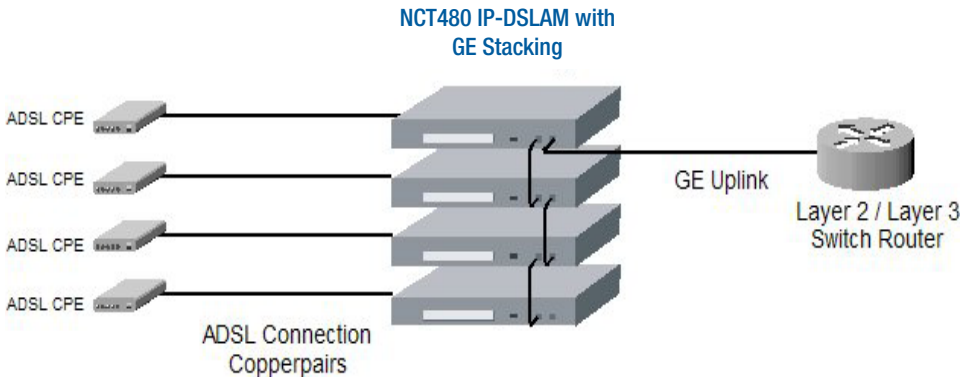 NCT480 IP-DSLAM with
GE Stacking
ADSL CPE
ADSL CPE
ADSL CPE
ADSL CPE
GE Uplink
Layer 2 / Layer 3
Switch Router
ADSL Connection
Copperpairs